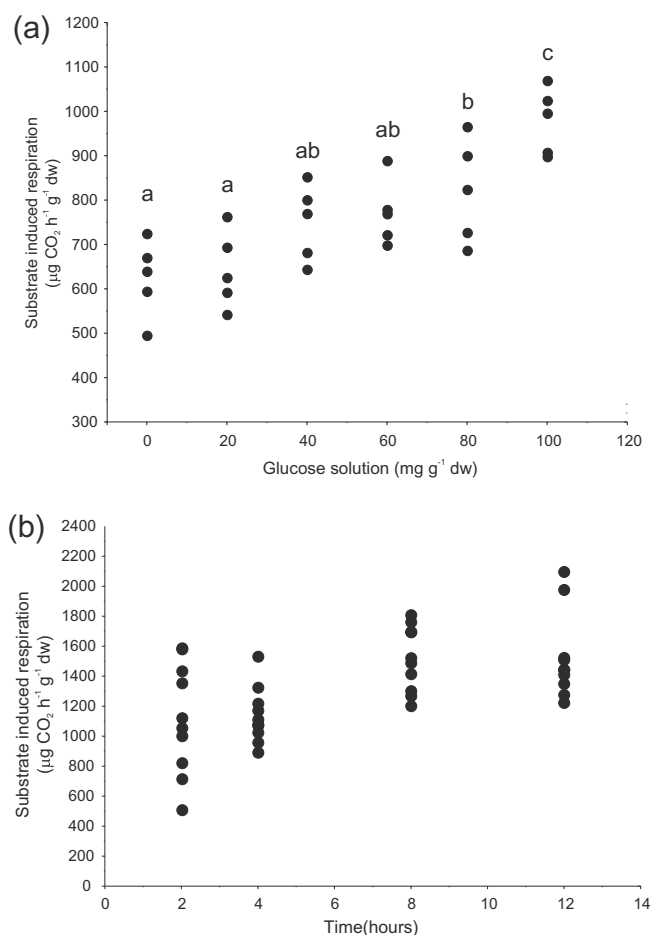 (a)
1100
c
1000
b
ab
ab
900
a
a
800
700
600
500
400
300
Substrate induced respiration
(µg CO₂ h⁻¹ g⁻¹ dw)
0 20 40 60 80 100 120
Glucose solution (mg g⁻¹ dw)
(b)
2400
2200
2000
1800
1600
1400
1200
1000
800
600
400
200
0
Substrate induced respiration
(µg CO₂ h⁻¹ g⁻¹ dw)
0 2 4 6 8 10 12 14
Time(hours)